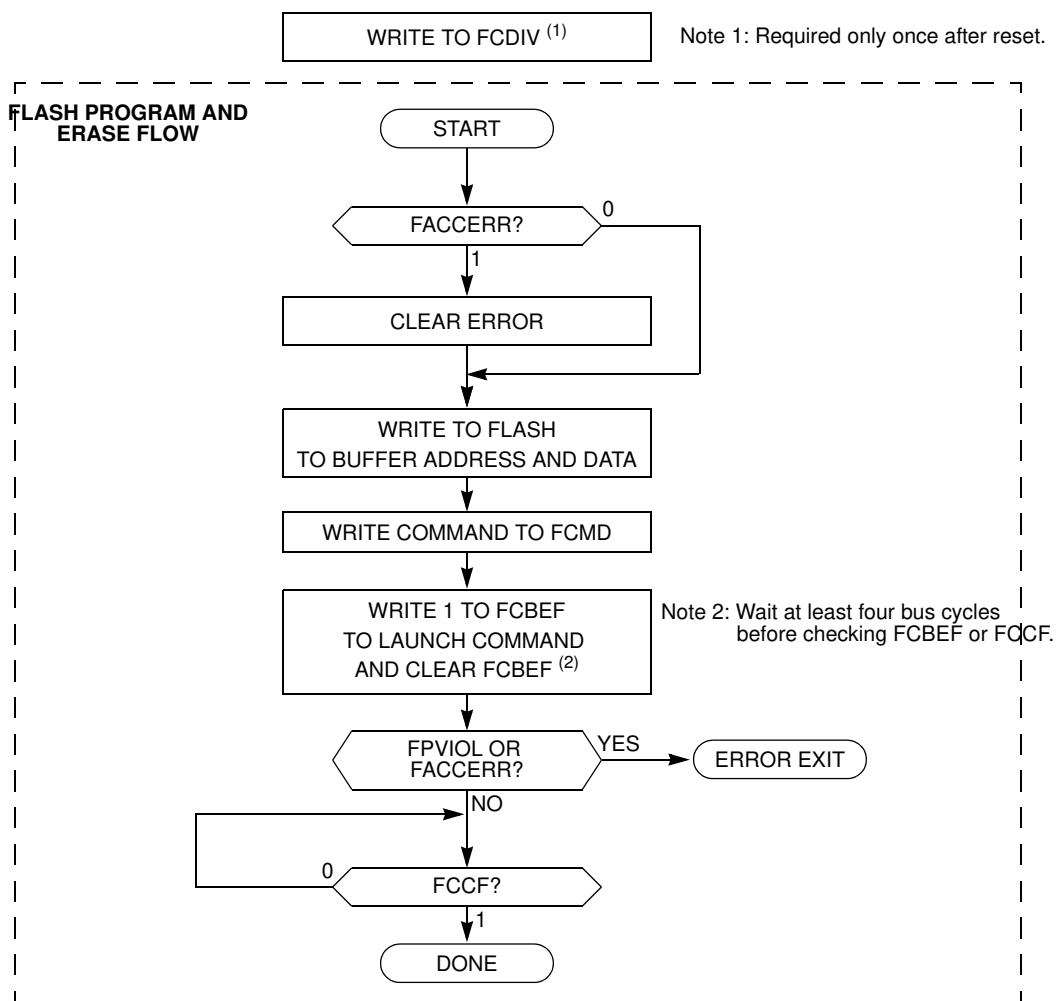 WRITE TO FCDIV (1)
Note 1: Required only once after reset.
FLASH PROGRAM AND
ERASE FLOW
START
FACCERR?
0
1
CLEAR ERROR
WRITE TO FLASH
TO BUFFER ADDRESS AND DATA
WRITE COMMAND TO FCMD
WRITE 1 TO FCBEF
TO LAUNCH COMMAND
AND CLEAR FCBEF (2)
Note 2: Wait at least four bus cycles
before checking FCBEF or FCCF.
FPVIOL OR
FACCERR?
YES
ERROR EXIT
NO
0
FCCF?
1
DONE